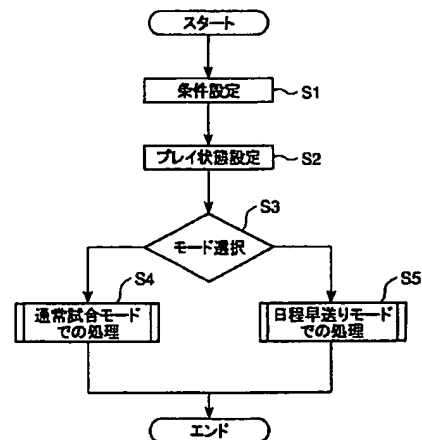 スタート
条件設定
S1
プレイ状態設定
S2
S3
モード選択
S4
通常試合モード
での処理
S5
日程早送りモード
での処理
エンド